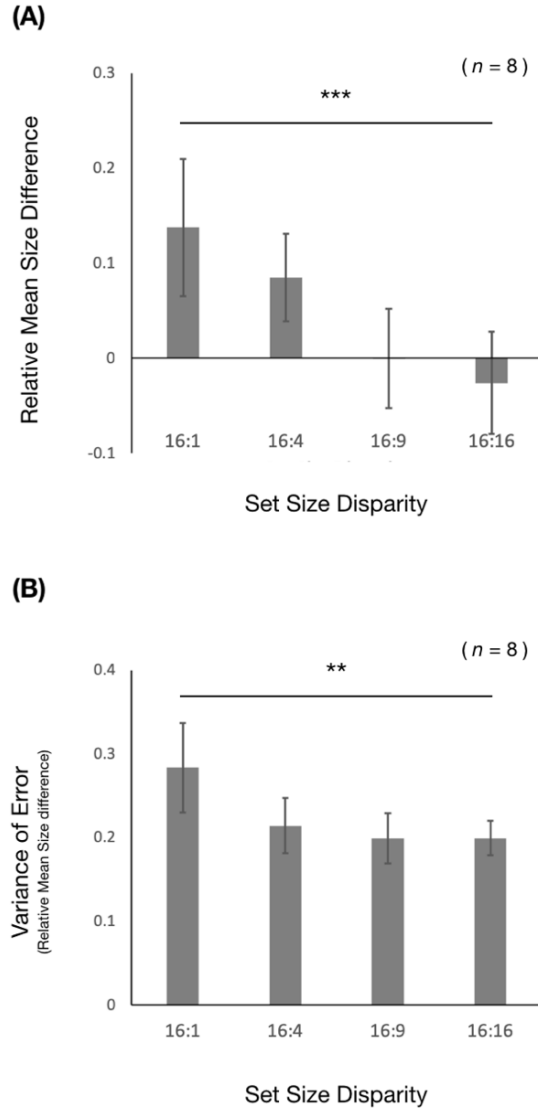 (A)
( n = 8 )
0.3
***
0.2
0.1
0
-0.1
Relative Mean Size Difference
16:1 16:4 16:9 16:16
Set Size Disparity
(B)
( n = 8 )
0.4
**
0.3
0.2
0.1
0
Variance of Error
(Relative Mean Size difference)
16:1 16:4 16:9 16:16
Set Size Disparity